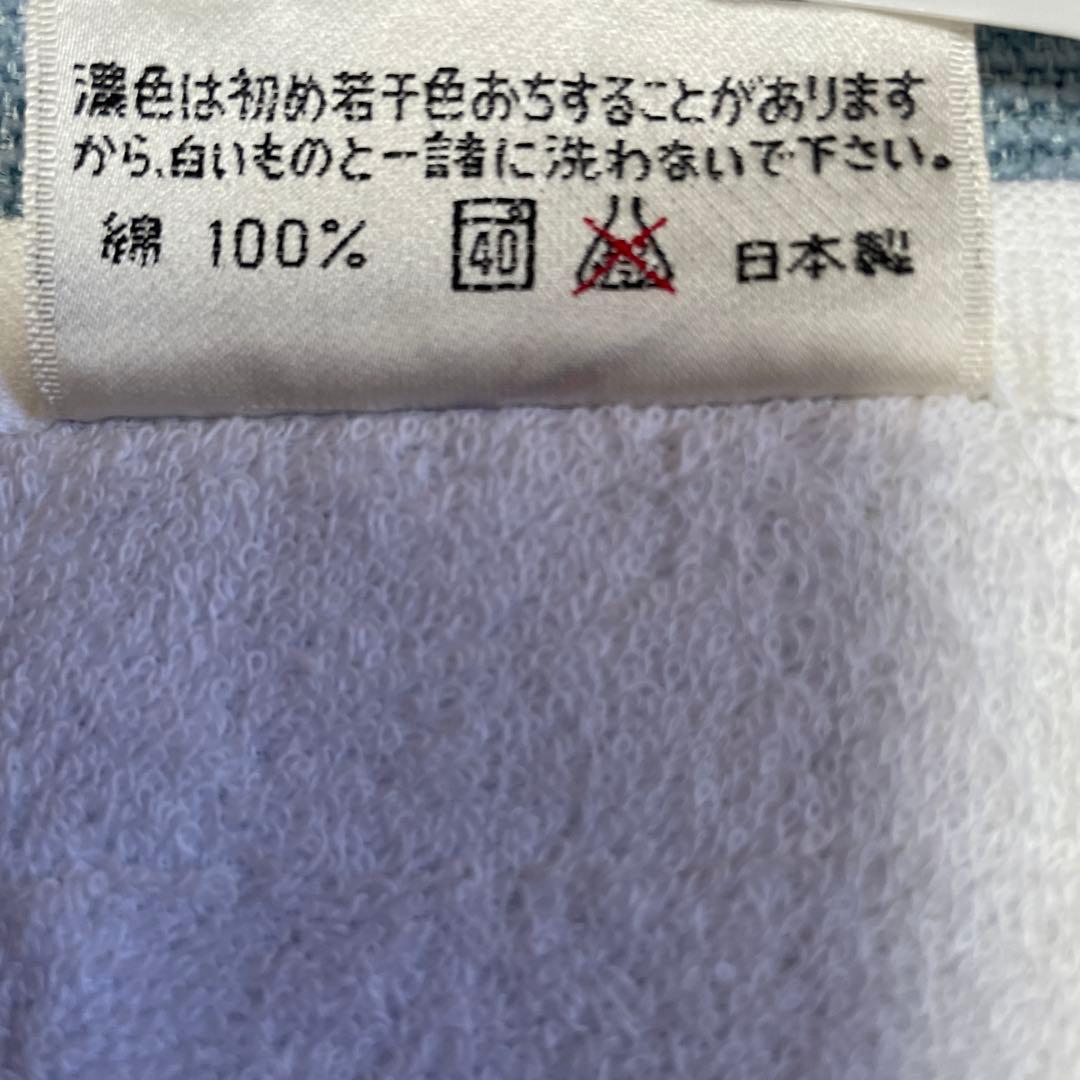 濃色は初め若干色おちすることがあります
から、白いものと一諸に洗わないで下さい。
綿 100% 40 日本製